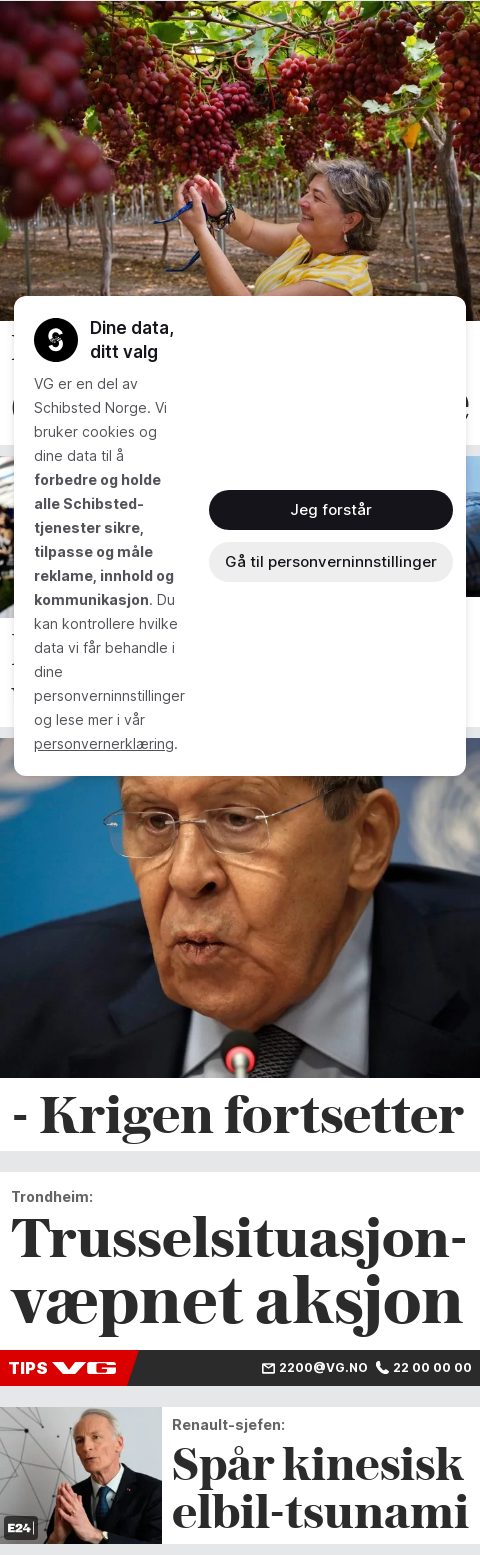 Dine data,
ditt valg
VG er en del av
Schibsted Norge. Vi
bruker cookies og
dine data til å
forbedre og holde
alle Schibsted-
tjenester sikre,
tilpasse og måle
reklame, innhold og
kommunikasjon. Du
kan kontrollere hvilke
data vi får behandle i
dine
personverninnstillinger
og lese mer i vår
personvernerklæring.
Jeg forstår
Gå til personverninnstillinger
- Krigen fortsetter
Trondheim:
Trusselsituasjon-
væpnet aksjon
TIPS VG 2200@VG.NO 22 00 00 00
Renault-sjefen:
Spår kinesisk
elbil-tsunami
E24